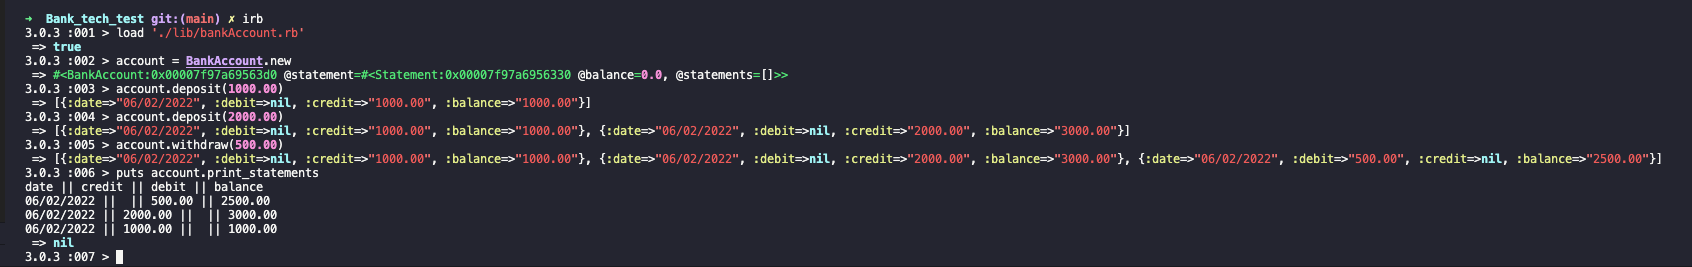 ➜  Bank_tech_test git:(main) ✗ irb
3.0.3 :001 > load './lib/bankAccount.rb'
 => true
3.0.3 :002 > account = BankAccount.new
 => #<BankAccount:0x00007f97a69563d0 @statement=#<Statement:0x00007f97a6956330 @balance=0.0, @statements=[]>>
3.0.3 :003 > account.deposit(1000.00)
 => [{:date=>"06/02/2022", :debit=>nil, :credit=>"1000.00", :balance=>"1000.00"}]
3.0.3 :004 > account.deposit(2000.00)
 => [{:date=>"06/02/2022", :debit=>nil, :credit=>"1000.00", :balance=>"1000.00"}, {:date=>"06/02/2022", :debit=>nil, :credit=>"2000.00", :balance=>"3000.00"}]
3.0.3 :005 > account.withdraw(500.00)
 => [{:date=>"06/02/2022", :debit=>nil, :credit=>"1000.00", :balance=>"1000.00"}, {:date=>"06/02/2022", :debit=>nil, :credit=>"2000.00", :balance=>"3000.00"}, {:date=>"06/02/2022", :debit=>"500.00", :credit=>nil, :balance=>"2500.00"}]
3.0.3 :006 > puts account.print_statements
date || credit || debit || balance
06/02/2022 ||  || 500.00 || 2500.00
06/02/2022 || 2000.00 ||  || 3000.00
06/02/2022 || 1000.00 ||  || 1000.00
 => nil
3.0.3 :007 >